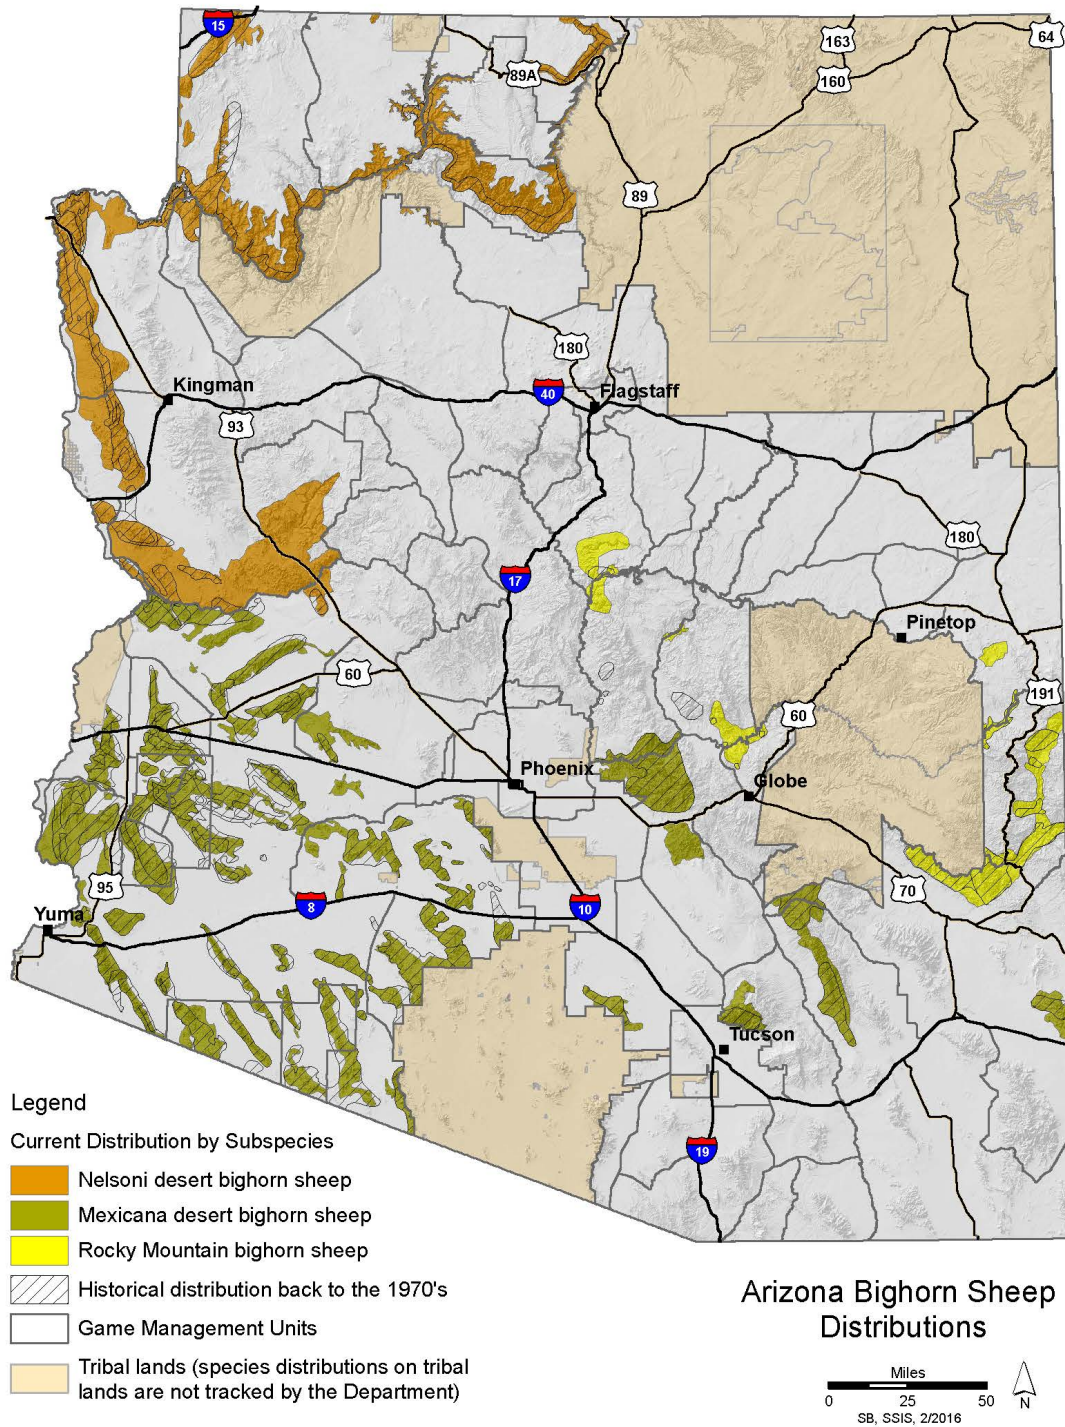 15
163
64
89A
160
89
180
Kingman
40
Flagstaff
93
180
17
Pinetop
60
191
60
Phoenix
Globe
95
8
10
70
Yuma
Tucson
19
Legend
Current Distribution by Subspecies
Nelsoni desert bighorn sheep
Mexicana desert bighorn sheep
Rocky Mountain bighorn sheep
Historical distribution back to the 1970's
Game Management Units
Tribal lands (species distributions on tribal
lands are not tracked by the Department)
Arizona Bighorn Sheep
Distributions
Miles
0 25 50
N
SB, SSIS, 2/2016